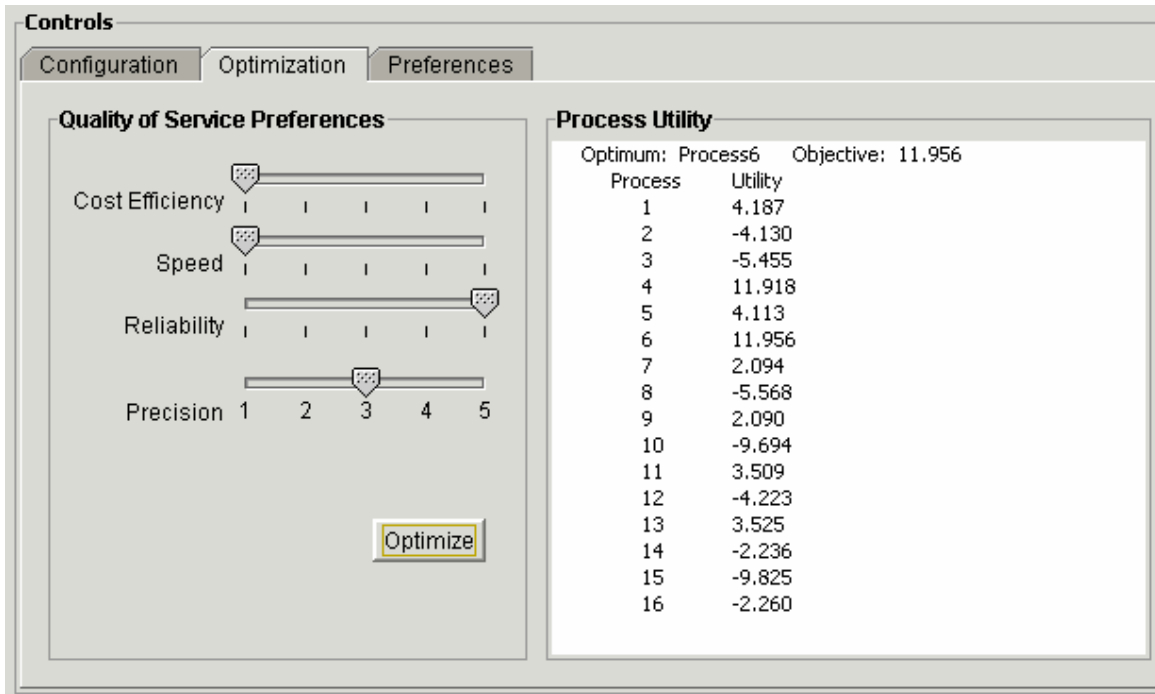 Controls
Configuration Optimization Preferences
Quality of Service Preferences
Cost Efficiency
Speed
Reliability
Precision 1 2 3 4 5
Optimize
Process Utility
Optimum: Process6 Objective: 11.956
Process Utility
1 4.187
2 -4.130
3 -5.455
4 11.918
5 4.113
6 11.956
7 2.094
8 -5.568
9 2.090
10 -9.694
11 3.509
12 -4.223
13 3.525
14 -2.236
15 -9.825
16 -2.260